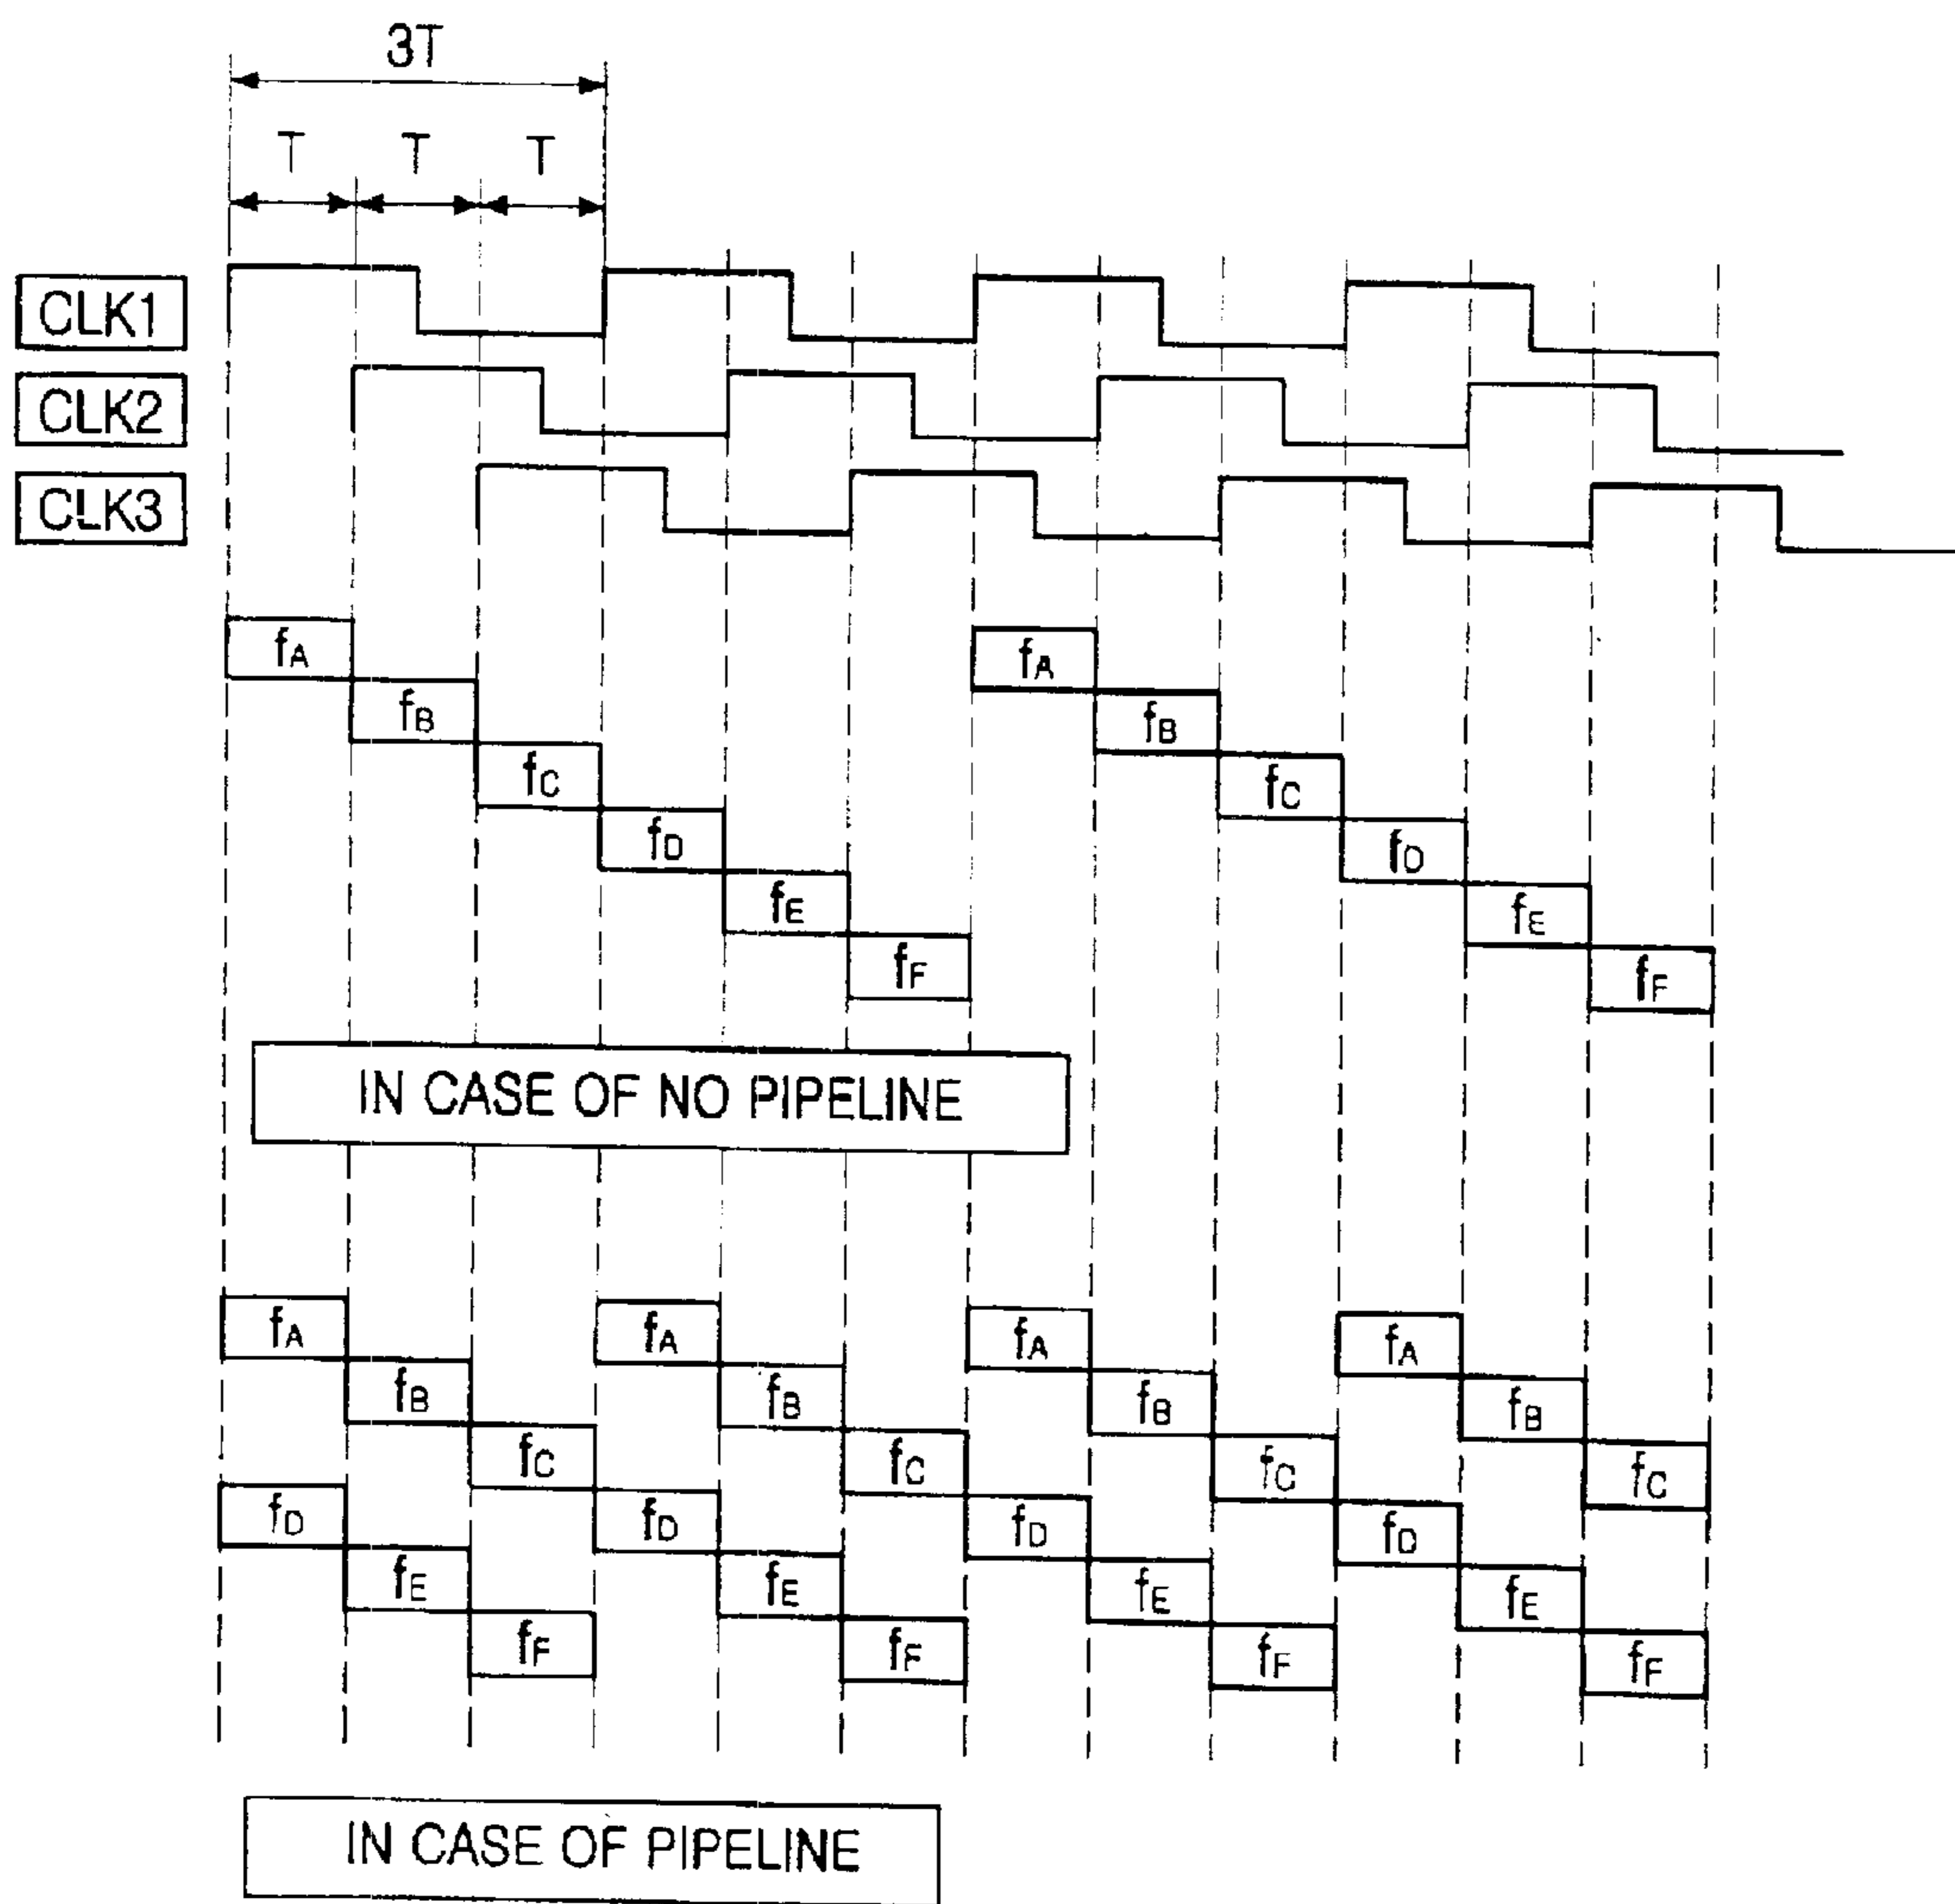 3T
T T T
CLK1
CLK2
CLK3
fA fA
fB fB
fC fC
fD fD
fE fE
fF fF
IN CASE OF NO PIPELINE
fA fA fA fA
fB fB fB fB
fC fC fC fC
fD fD fD fD
fE fE fE fE
fF fF fF fF
IN CASE OF PIPELINE